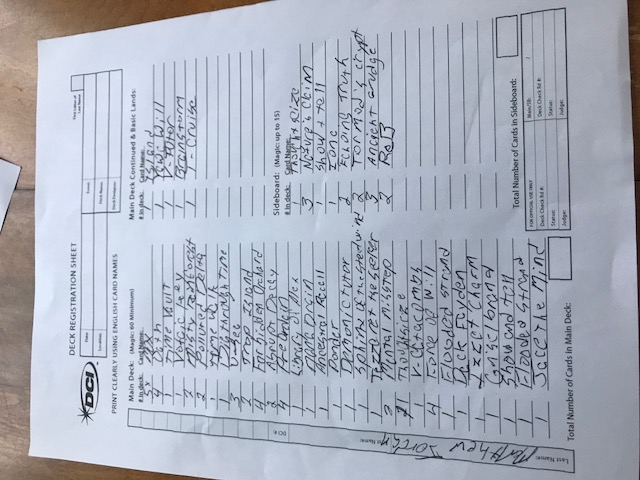 DECK REGISTRATION SHEET
First Letter of Last Name
DCI
Date:
Event:
Location:
Deck Name:
Deck Designer:
PRINT CLEARLY USING ENGLISH CARD NAMES
Main Deck: (Magic: 60 Minimum)
# in deck: Card Name:
5x MX
4 Oath
1 Time Vault
1 Voltaic Key
2 Misty Rainforest
2 Polluted Delta
1 Time Walk
1 Dig through Time
3 U-Sea
2 Trop Island
4 Forbidden Orchard
2 Abrupt Decay
4 Preordain
1 Library of Alex
1 Mana Drain
1 Ancestral Recall
1 Ponder
1 Demonic tutor
1 Sphinx of the Steel wind
1 Tezzeret the Seeker
2 Mental Misstep
1 Thoughtsieze
1 V-Catacombs
4 Force of Will
1 Flooded strand
1 Dack Fayden
1 Izzet Charm
1 Griselbrand
1 Show and tell
1 Flooded Strand
1 Jace The Mind
Total Number of Cards in Main Deck:
Main Deck Continued & Basic Lands:
# in deck: Card Name:
1 Island
1 Yawg Will
1 V-Tutor
1 Brainstorm
1 T-Cruise
Sideboard: (Magic: up to 15)
# in deck: Card Name:
1 Thoughtseize
3 Nature's Claim
1 Show + tell
1
2 Echoing Truth
2 Tormod's crypt
3 Ancient Grudge
2 ReB
Total Number of Cards in Sideboard:
FOR OFFICIAL USE ONLY
Main/SB: /
Deck Check Rd #:
Deck Check Rd #:
Status:
Status:
Judge:
Judge:
DCI #:
First Name: Matthew
Last Name: